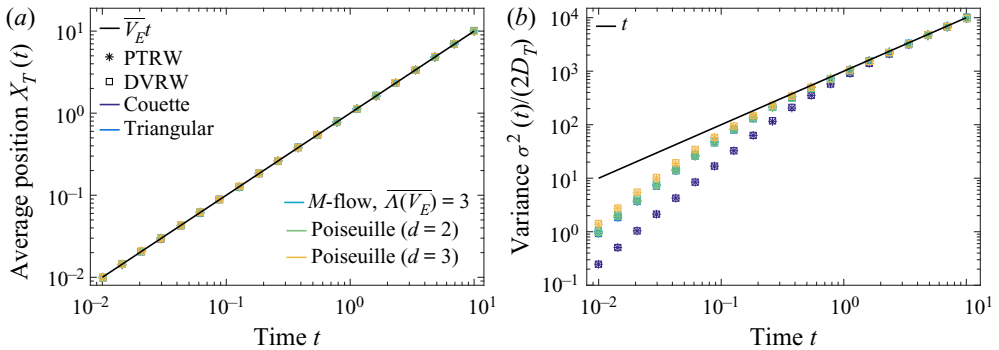 (a)
Average position X_T (t)
10^1
10^0
10^–1
10^–2
\overline{V_E}t
PTRW
DVRW
Couette
Triangular
M-flow, \overline{Λ(V_E)} = 3
Poiseuille (d = 2)
Poiseuille (d = 3)
10^–2 10^–1 10^0 10^1
Time t
(b)
Variance σ^2 (t)/(2D_T)
10^4
10^3
10^2
10^1
10^0
10^–1
t
10^–2 10^–1 10^0 10^1
Time t